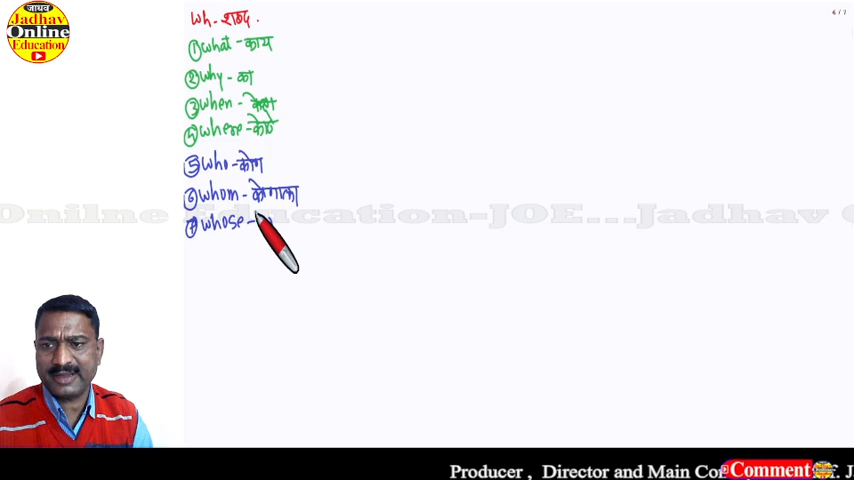 जाधव
Jadhav
Online
Education
6 / 7
Wh - शब्द.
① what - काय
② why - का
③ when - केव्हा
④ where - कोठे
⑤ who - कोण
⑥ whom - कोणाला
⑦ whose -
Onilne Education-JOE...Jadhav O
Producer , Director and Main Co
Comment
f. J